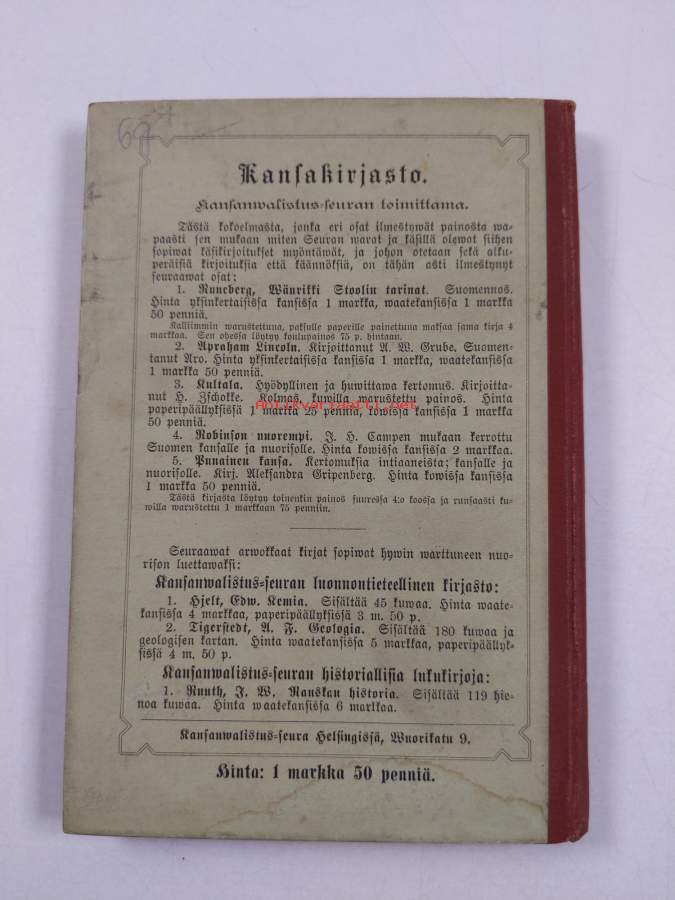 67
Kansakirjasto.
Kansanwalistus-seuran toimittama.
Tästä kokoelmasta, jonka eri osat ilmestywät painosta wa-
paasti sen mukaan miten Seuran warat ja käsillä olewat siihen
sopiwat käsikirjoitukset myöntäwät, ja johon otetaan sekä alku-
peräisiä kirjoituksia että käännöksiä, on tähän asti ilmestynyt
seuraawat osat:
1. Runeberg, Wänrikki Stoolin tarinat. Suomennos.
Hinta yksinkertaisissa kansissa 1 markka, waatekansissa 1 markka
50 penniä.
Kalliimmin warustettuna, paksulle paperille painettuna maksaa sama kirja 4
markkaa. Sen ohessa löytyy koulupainos 75 p. hintaan.
2. Apraham Lincoln. Kirjoittanut A. W. Grube. Suomen-
tanut Aro. Hinta yksinkertaisissa kansissa 1 markka, waatekansissa
1 markka 50 penniä.
3. Kultala. Hyödyllinen ja huwittawa kertomus. Kirjoitta-
nut H. Zschokke. Kolmas, kuwilla warustettu painos. Hinta
paperipäällyksissä 1 markka 25 penniä, kowissa kansissa 1 markka
50 penniä.
antikvariaatti.net
4. Robinson nuorempi. J. H. Campen mukaan kerrottu
Suomen kansalle ja nuorisolle. Hinta kowissa kansissa 2 markkaa.
5. Punainen kansa. Kertomuksia intiaaneista; kansalle ja
nuorisolle. Kirj. Aleksandra Gripenberg. Hinta kowissa kansissa
1 markka 50 penniä.
Tästä kirjasta löytyy toinenkin painos suuressa 4:o koossa ja runsaasti ku-
willa warustettu 1 markkaan 75 penniin.
Seuraawat arwokkaat kirjat sopiwat hywin warttuneen nuo-
rison luettawaksi:
Kansanwalistus-seuran luonnontieteellinen kirjasto:
1. Hjelt, Edw. Kemia. Sisältää 45 kuwaa. Hinta waate-
kansissa 4 markkaa, paperipäällyksissä 3 m. 50 p.
2. Tigerstedt, A. F. Geologia. Sisältää 180 kuwaa ja
geologisen kartan. Hinta waatekansissa 5 markkaa, paperipäällyk-
sissä 4 m. 50 p.
Kansanwalistus-seuran historiallisia lukukirjoja:
1. Ruuth, J. W. Ranskan historia. Sisältää 119 hie-
noa kuwaa. Hinta waatekansissa 6 markkaa.
Kansanwalistus-seura Helsingissä, Wuorikatu 9.
Hinta: 1 markka 50 penniä.